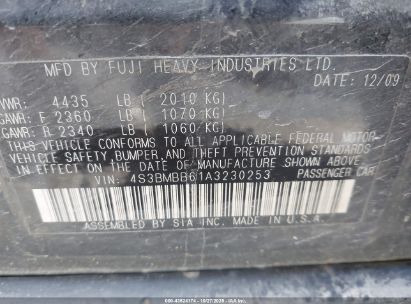 MFD BY FUJI HEAVY INDUSTRIES LTD.
DATE: 12/09
VWR: 4435 LB ( 2010 KG)
GAWR: F 2360 LB ( 1070 KG)
GAWR: R 2340 LB ( 1060 KG)
THIS VEHICLE CONFORMS TO ALL APPLICABLE FEDERAL MOTOR
VEHICLE SAFETY, BUMPER, AND THEFT PREVENTION STANDARDS
IN EFFECT ON THE DATE OF MANUFACTURE SHOWN ABOVE.
VIN: 4S3BMBB61A3230253 PASSENGER CAR
ASSEMBLED BY SIA INC. IN U.S.A.